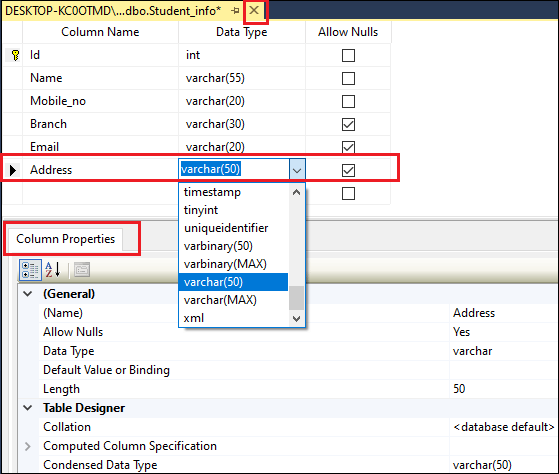 DESKTOP-KC0OTMD\...dbo.Student_info*
Column Name Data Type Allow Nulls
Id int
Name varchar(55)
Mobile_no varchar(20)
Branch varchar(30)
Email varchar(20)
Address varchar(50)
timestamp
tinyint
uniqueidentifier
varbinary(50)
varbinary(MAX)
varchar(50)
varchar(MAX)
xml
Column Properties
(General)
(Name) Address
Allow Nulls Yes
Data Type varchar
Default Value or Binding
Length 50
Table Designer
Collation <database default>
Computed Column Specification
Condensed Data Type varchar(50)